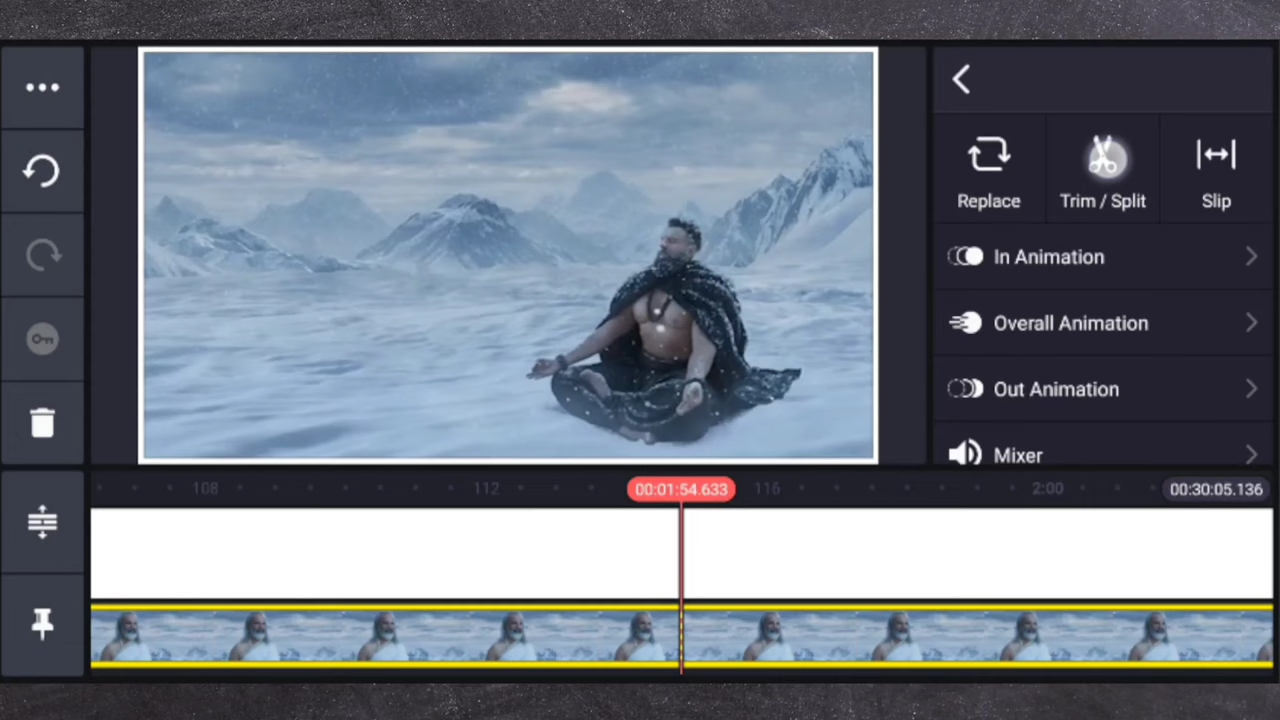 Replace
Trim / Split
Slip
In Animation
Overall Animation
Out Animation
Mixer
108
112
00:01:54.633
116
2:00
00:30:05.136